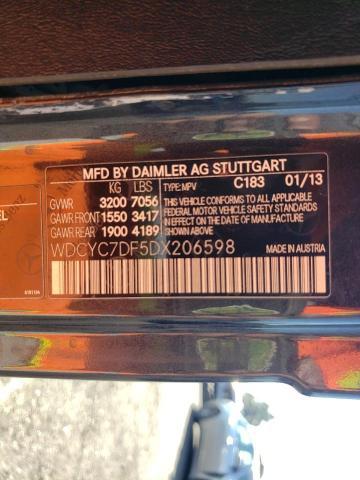 MFD BY DAIMLER AG STUTTGART
KG LBS TYPE:MPV C183 01/13
GVWR 3200 7056
GAWR FRONT 1550 3417
GAWR REAR 1900 4189
THIS VEHICLE CONFORMS
TO ALL APPLICABLE FEDERAL
MOTOR VEHICLE SAFETY STANDARDS
IN EFFECT ON THE DATE OF MANUFACTURE
SHOWN ABOVE.
WDCYC7DF5DX206598
MADE IN AUSTRIA
EL